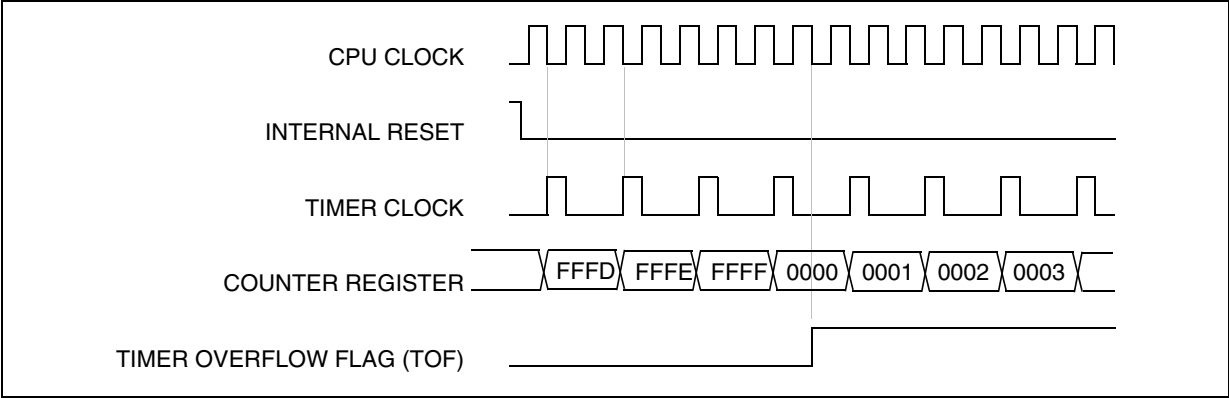 CPU CLOCK
INTERNAL RESET
TIMER CLOCK
COUNTER REGISTER FFFD FFFE FFFF 0000 0001 0002 0003
TIMER OVERFLOW FLAG (TOF)